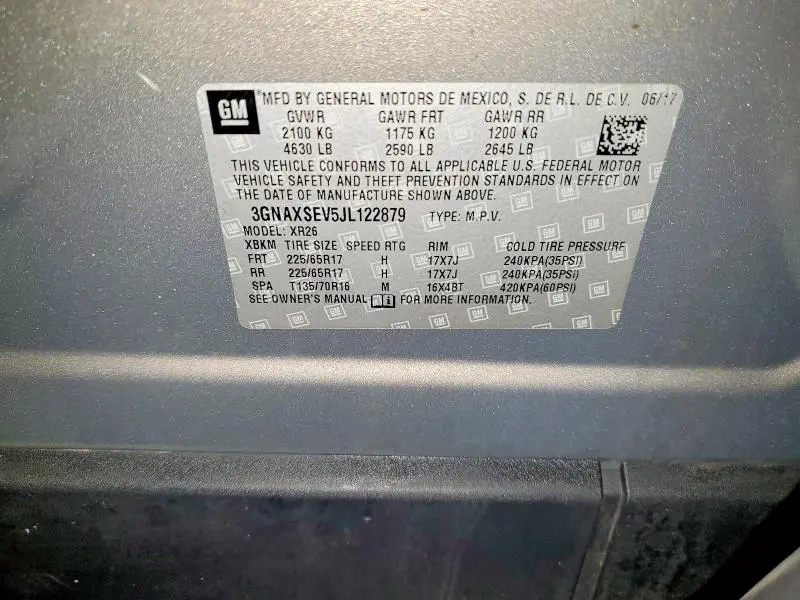 GM MFD BY GENERAL MOTORS DE MEXICO, S. DE R.L. DE C.V. 06/17
GVWR GAWR FRT GAWR RR
2100 KG 1175 KG 1200 KG
4630 LB 2590 LB 2645 LB
THIS VEHICLE CONFORMS TO ALL APPLICABLE U.S. FEDERAL MOTOR
VEHICLE SAFETY AND THEFT PREVENTION STANDARDS IN EFFECT ON
THE DATE OF MANUFACTURE SHOWN ABOVE.
3GNAXSEV5JL122879 TYPE: M.P.V.
MODEL: XR26
XBKM TIRE SIZE SPEED RTG RIM COLD TIRE PRESSURE
FRT 225/65R17 H 17X7J 240KPA(35PSI)
RR 225/65R17 H 17X7J 240KPA(35PSI)
SPA T135/70R16 M 16X4BT 420KPA(60PSI)
SEE OWNER'S MANUAL i FOR MORE INFORMATION.